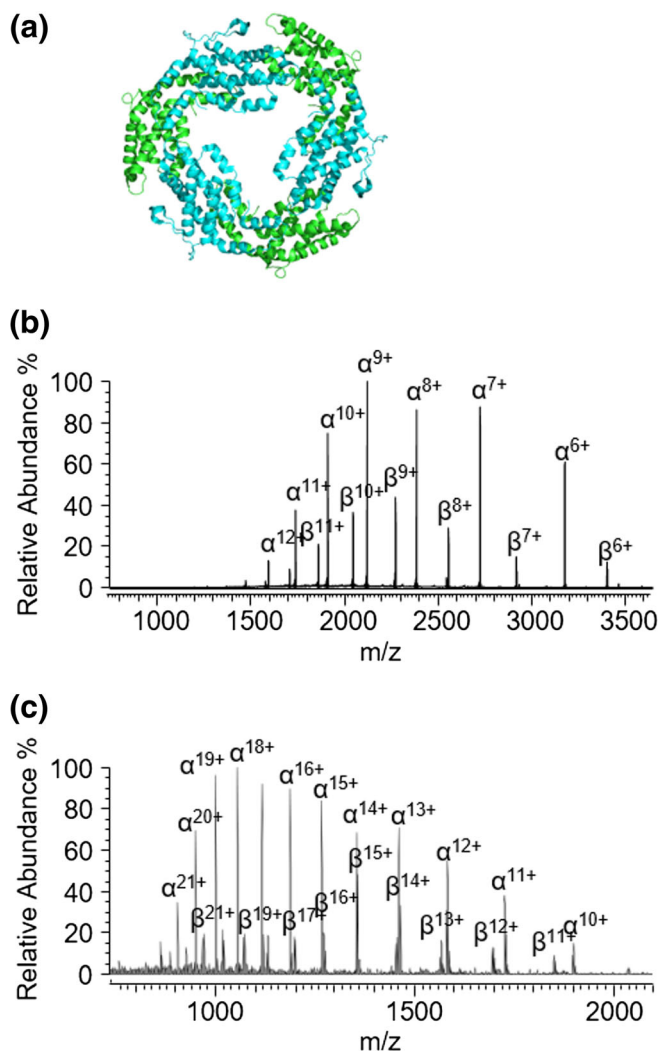 (a)
(b)
Relative Abundance %
100
80
60
40
20
0
α9+
α8+
α7+
α10+
α6+
β9+
β10+
α11+
β11+
β8+
α12+
β7+
β6+
1000 1500 2000 2500 3000 3500
m/z
(c)
Relative Abundance %
100
80
60
40
20
0
α18+
α19+
α16+
α15+
α20+
α14+
α13+
β15+
α12+
α21+
β16+
β14+
α11+
β21+
β19+
β17+
β13+
β12+
β11+
α10+
1000 1500 2000
m/z